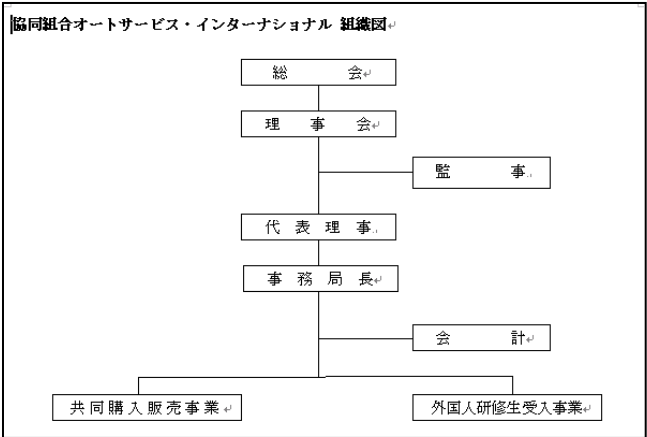 協同組合オートサービス・インターナショナル 組織図
総 会
理 事 会
監 事
代 表 理 事
事 務 局 長
会 計
共 同 購 入 販 売 事 業
外国人研修生受入事業